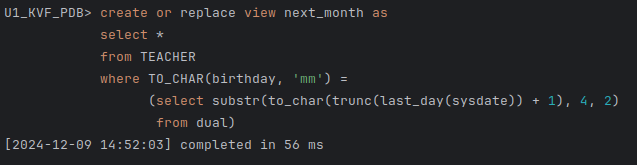 U1_KVF_PDB> create or replace view next_month as
            select *
            from TEACHER
            where TO_CHAR(birthday, 'mm') =
                  (select substr(to_char(trunc(last_day(sysdate)) + 1), 4, 2)
                   from dual)
[2024-12-09 14:52:03] completed in 56 ms